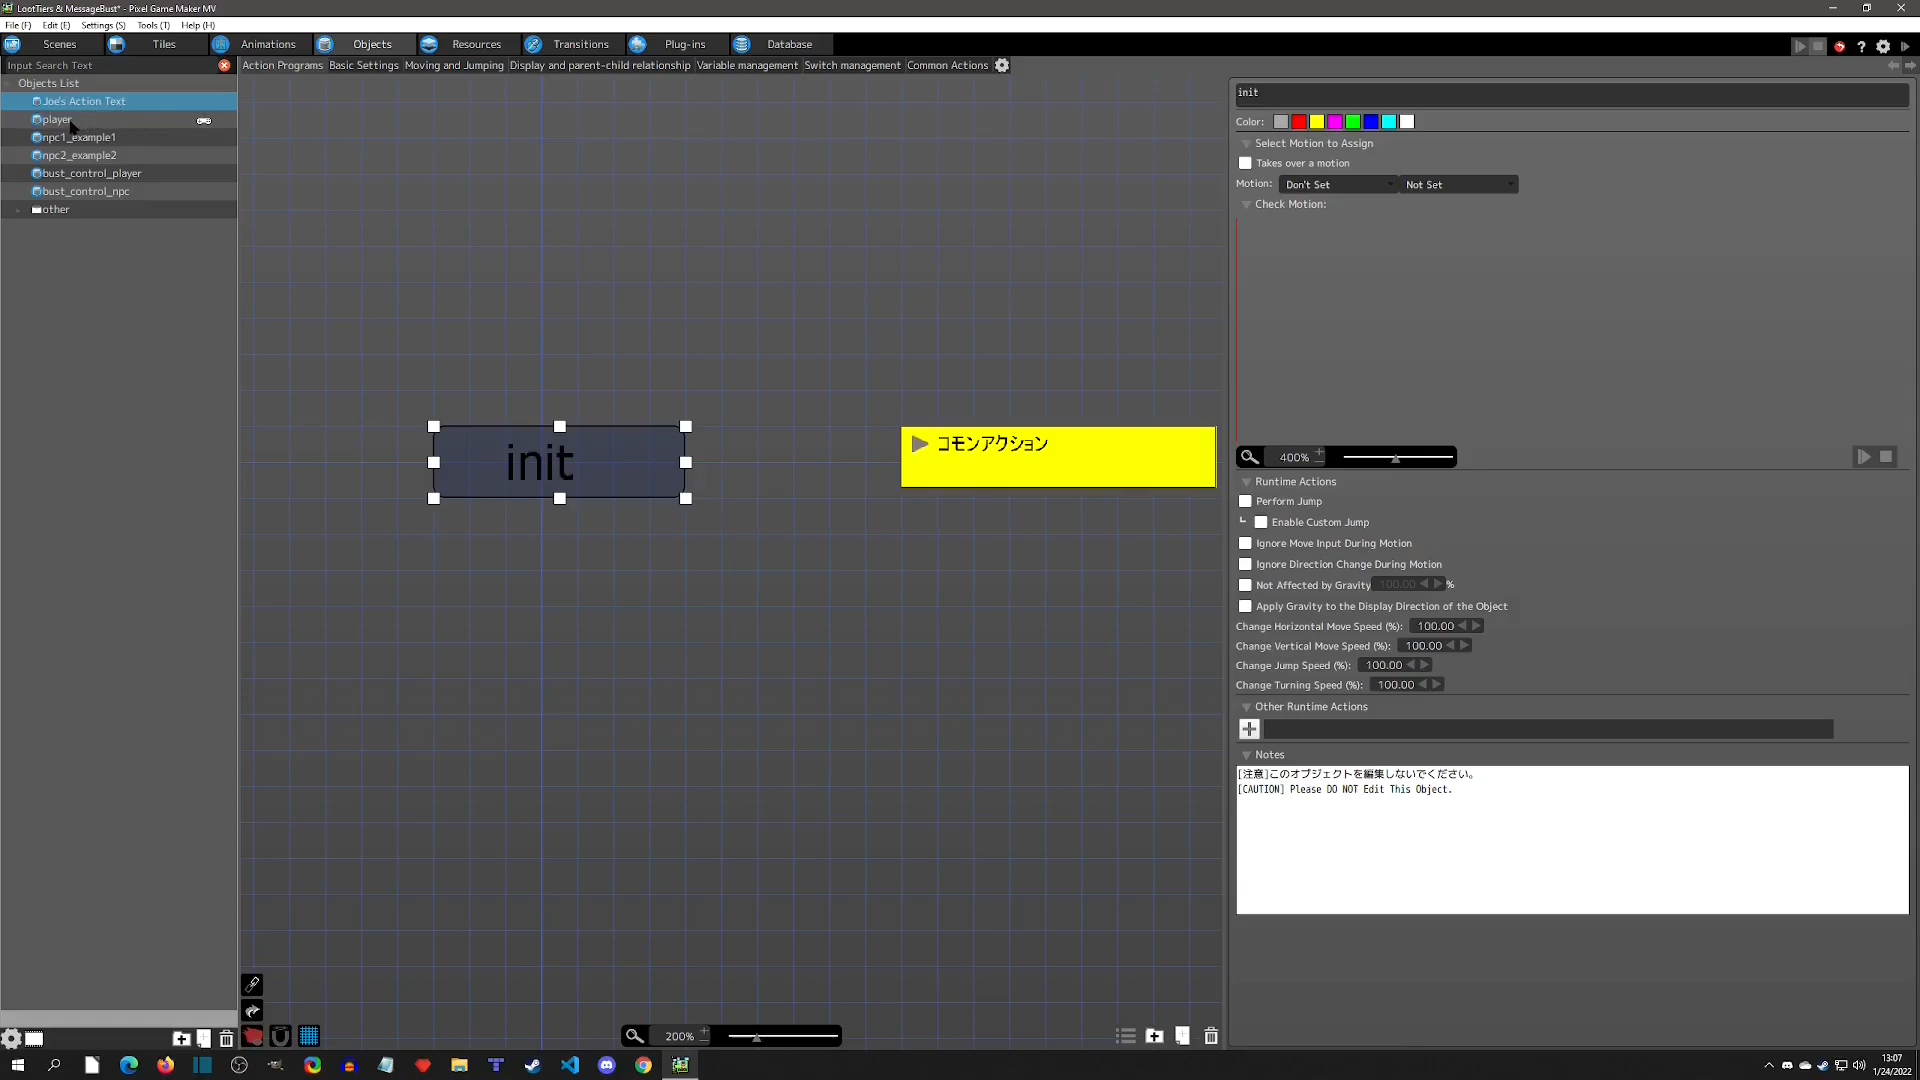 LootTiers & MessageBust* - Pixel Game Maker MV
File (F) Edit (E) Settings (S) Tools (T) Help (H)
Scenes Tiles Animations Objects Resources Transitions Plug-ins Database
Input Search Text
Action Programs Basic Settings Moving and Jumping Display and parent-child relationship Variable management Switch management Common Actions
Objects List
Joe's Action Text
player
npc1_example1
npc2_example2
bust_control_player
bust_control_npc
other
init
コモンアクション
200%
init
Color:
Select Motion to Assign
Takes over a motion
Motion: Don't Set Not Set
Check Motion:
400%
Runtime Actions
Perform Jump
Enable Custom Jump
Ignore Move Input During Motion
Ignore Direction Change During Motion
Not Affected by Gravity 100.00 %
Apply Gravity to the Display Direction of the Object
Change Horizontal Move Speed (%): 100.00
Change Vertical Move Speed (%): 100.00
Change Jump Speed (%): 100.00
Change Turning Speed (%): 100.00
Other Runtime Actions
Notes
[注意]このオブジェクトを編集しないでください。
[CAUTION] Please DO NOT Edit This Object.
13:07
1/24/2022